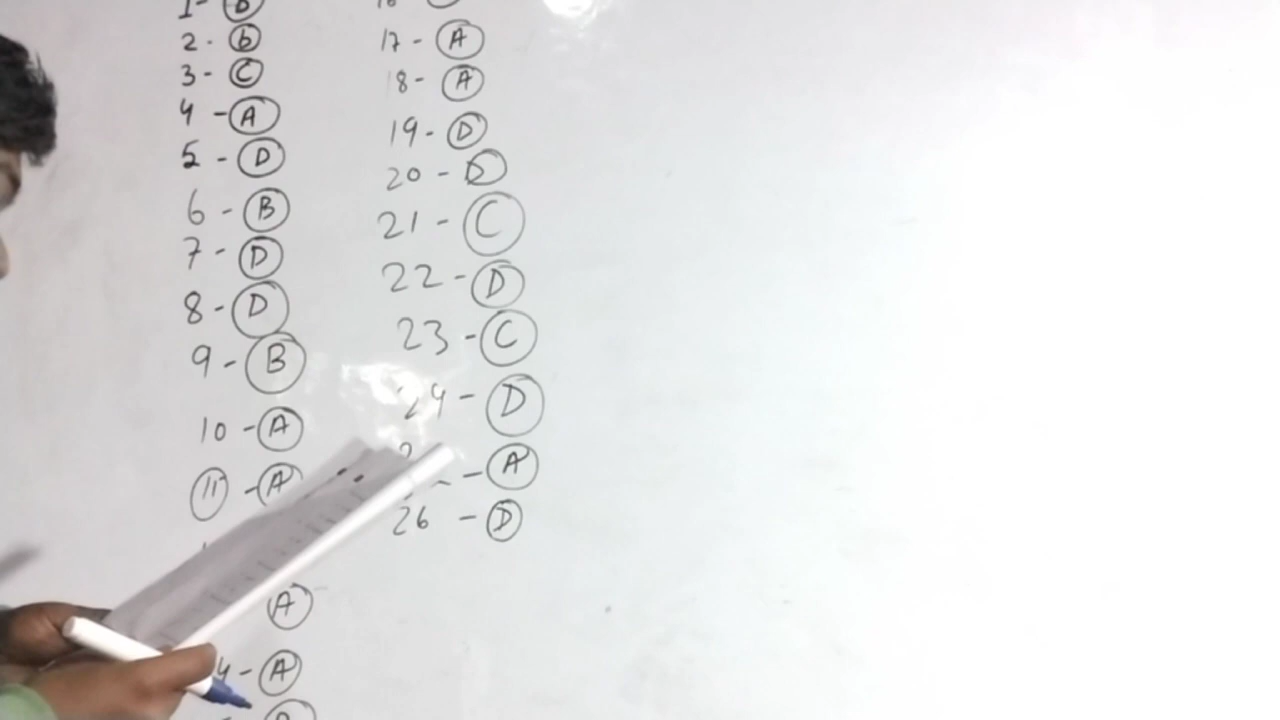 2 - b
3 - C
4 - A
5 - D
6 - B
7 - D
8 - D
9 - B
10 - A
11 - A
A
4 - A
17 - A
18 - A
19 - D
20 - D
21 - C
22 - D
23 - C
24 - D
- A
26 - D